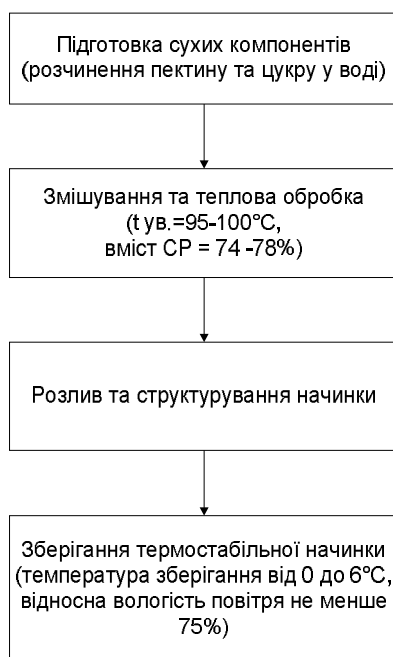 Підготовка сухих компонентів
(розчинення пектину та цукру у воді)
Змішування та теплова обробка
(t ув.=95-100°С,
вміст СР = 74 -78%)
Розлив та структурування начинки
Зберігання термостабільної начинки
(температура зберігання від 0 до 6°С,
відносна вологість повітря не менше
75%)